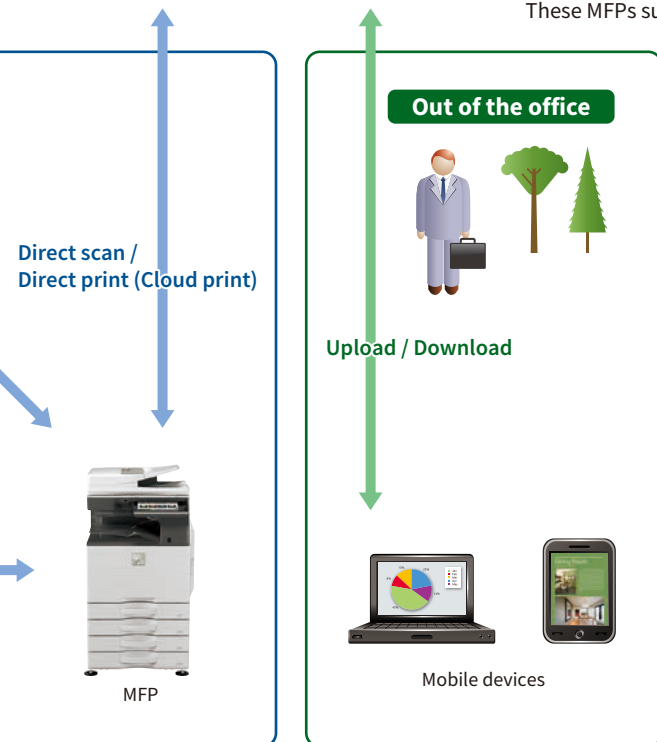 These MFPs su
Out of the office
Direct scan /
Direct print (Cloud print)
Upload / Download
MFP
Mobile devices